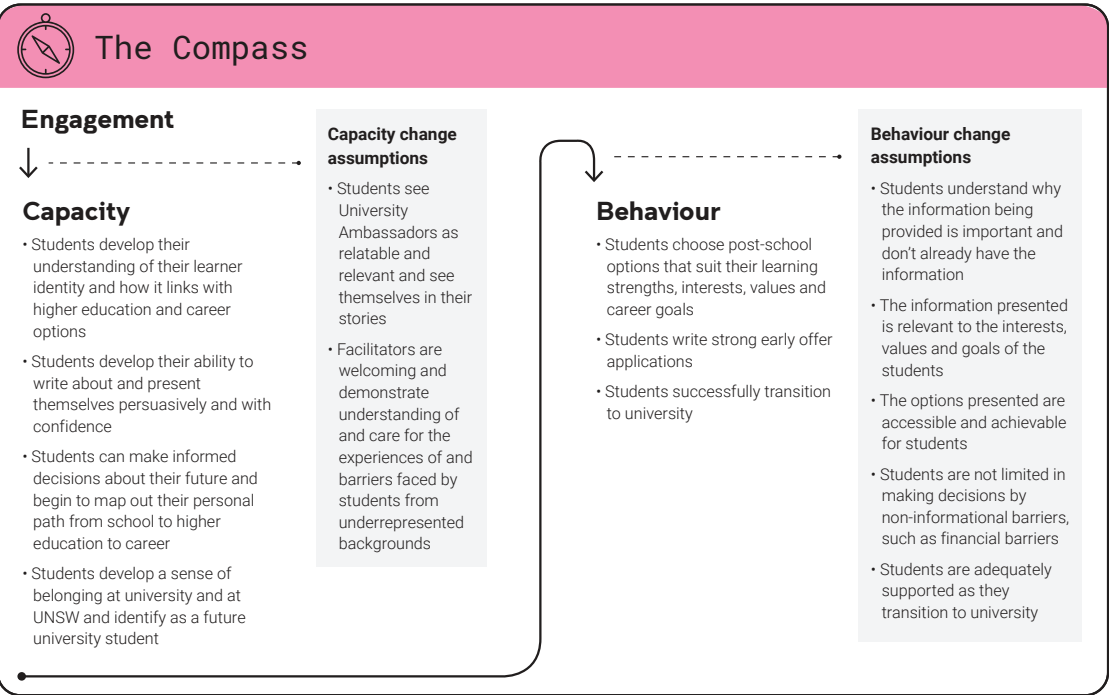 The Compass
Engagement
Capacity
• Students develop their
understanding of their learner
identity and how it links with
higher education and career
options
• Students develop their ability to
write about and present
themselves persuasively and with
confidence
• Students can make informed
decisions about their future and
begin to map out their personal
path from school to higher
education to career
• Students develop a sense of
belonging at university and at
UNSW and identify as a future
university student
Capacity change
assumptions
• Students see
University
Ambassadors as
relatable and
relevant and see
themselves in their
stories
• Facilitators are
welcoming and
demonstrate
understanding of
and care for the
experiences of and
barriers faced by
students from
underrepresented
backgrounds
Behaviour
• Students choose post-school
options that suit their learning
strengths, interests, values and
career goals
• Students write strong early offer
applications
• Students successfully transition
to university
Behaviour change
assumptions
• Students understand why
the information being
provided is important and
don’t already have the
information
• The information presented
is relevant to the interests,
values and goals of the
students
• The options presented are
accessible and achievable
for students
• Students are not limited in
making decisions by
non-informational barriers,
such as financial barriers
• Students are adequately
supported as they
transition to university